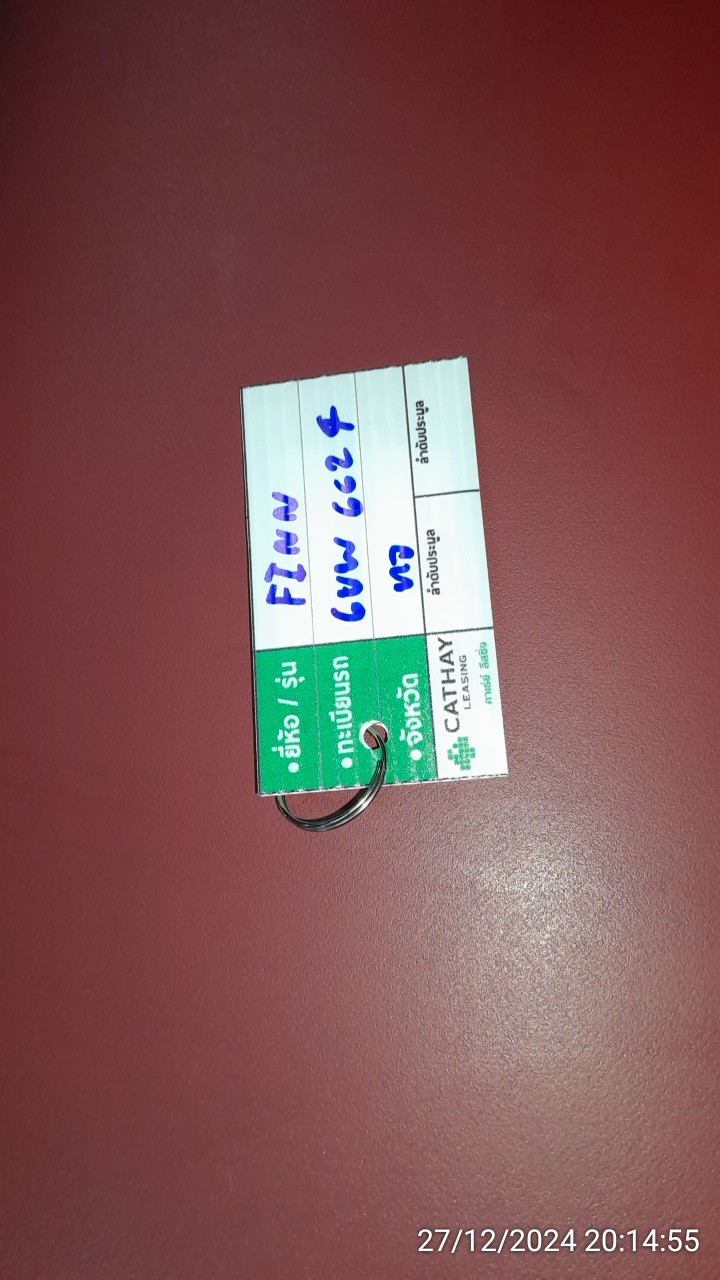 • ยี่ห้อ / รุ่น FINN
• ทะเบียนรถ 6662 4
• จังหวัด
CATHAY
LEASING
คาเธ่ย์ ลีสซิ่ง
ลำดับประมูล
ลำดับประมูล
27/12/2024 20:14:55